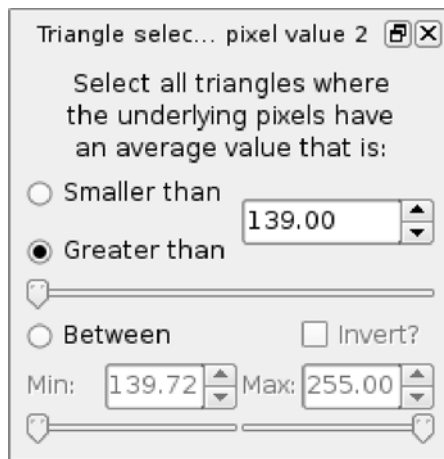 Triangle selec... pixel value 2
Select all triangles where
the underlying pixels have
an average value that is:
Smaller than
139.00
Greater than
Between
Invert?
Min: 139.72 Max: 255.00